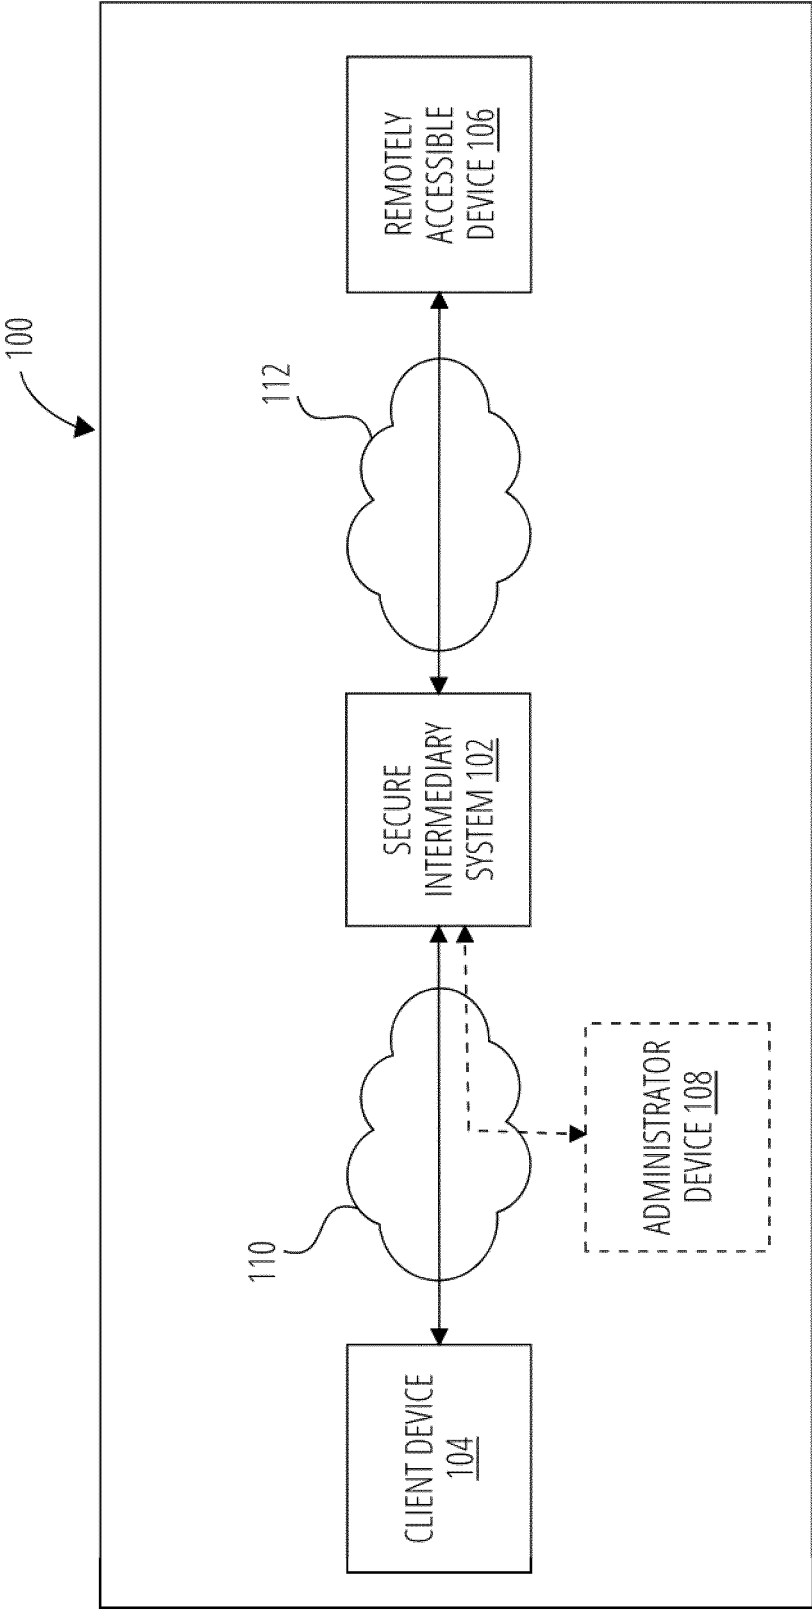 100
CLIENT DEVICE
104
110
ADMINISTRATOR
DEVICE 108
SECURE
INTERMEDIARY
SYSTEM 102
112
REMOTELY
ACCESSIBLE
DEVICE 106